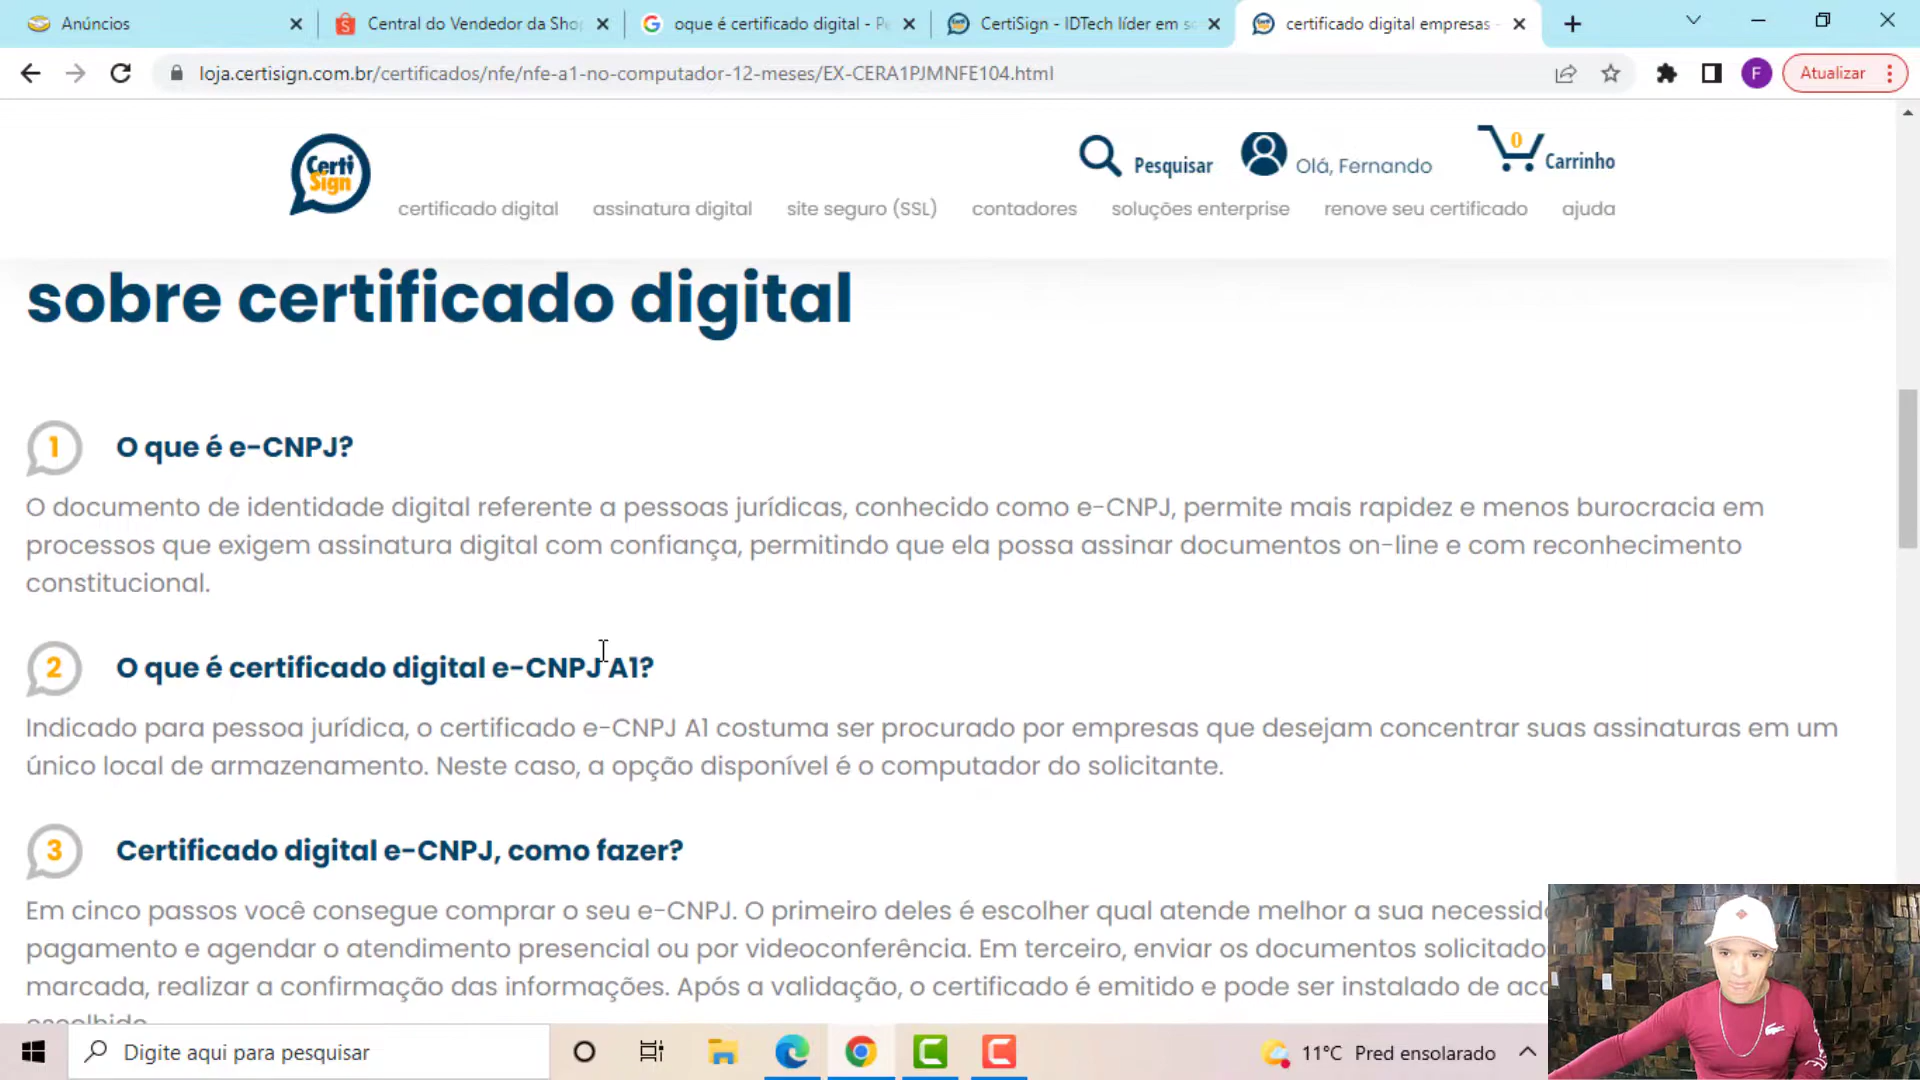 Anúncios
Central do Vendedor da Sho
oque é certificado digital - Pe
CertiSign - IDTech líder em so
certificado digital empresas -
loja.certisign.com.br/certificados/nfe/nfe-a1-no-computador-12-meses/EX-CERA1PJMNFE104.html
F
Atualizar
Certi
Sign
Pesquisar
Olá, Fernando
0
Carrinho
certificado digital
assinatura digital
site seguro (SSL)
contadores
soluções enterprise
renove seu certificado
ajuda
sobre certificado digital
1
O que é e-CNPJ?
O documento de identidade digital referente a pessoas jurídicas, conhecido como e-CNPJ, permite mais rapidez e menos burocracia em
processos que exigem assinatura digital com confiança, permitindo que ela possa assinar documentos on-line e com reconhecimento
constitucional.
2
O que é certificado digital e-CNPJ A1?
Indicado para pessoa jurídica, o certificado e-CNPJ A1 costuma ser procurado por empresas que desejam concentrar suas assinaturas em um
único local de armazenamento. Neste caso, a opção disponível é o computador do solicitante.
3
Certificado digital e-CNPJ, como fazer?
Em cinco passos você consegue comprar o seu e-CNPJ. O primeiro deles é escolher qual atende melhor a sua necessid
pagamento e agendar o atendimento presencial ou por videoconferência. Em terceiro, enviar os documentos solicitado
marcada, realizar a confirmação das informações. Após a validação, o certificado é emitido e pode ser instalado de aco
escolhido.
Digite aqui para pesquisar
11°C Pred ensolarado